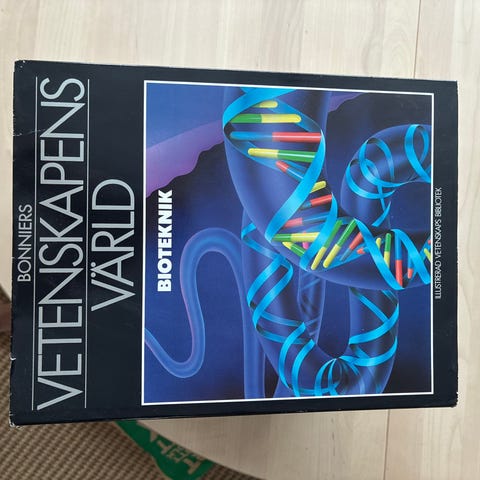 BONNIERS
VETENSKAPENS
VÄRLD
BIOTEKNIK
ILLUSTRERAD VETENSKAPS BIBLIOTEK